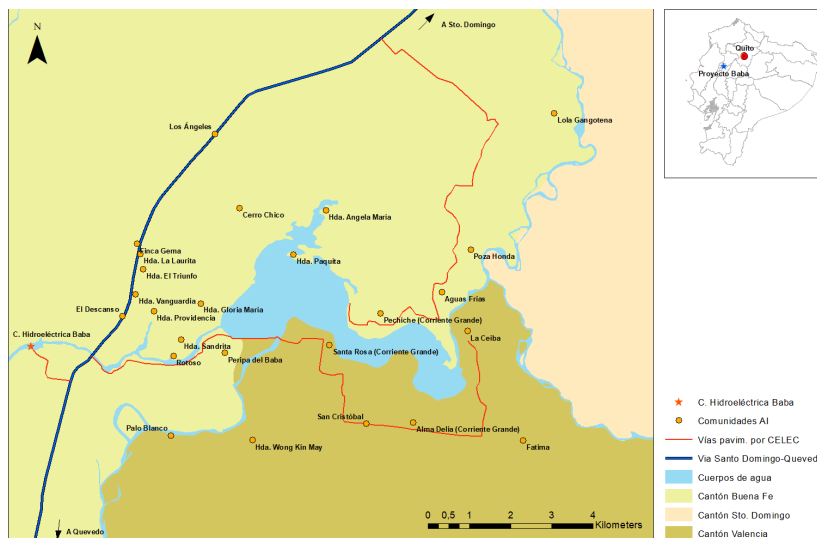 A Sto. Domingo
N
Lola Gangotena
Los Ángeles
Cerro Chico
Hda. Angela Maria
Finca Gema
Hda. La Laurita
Hda. Paquita
Poza Honda
Hda. El Triunfo
Hda. Vanguardia
Aguas Frías
Hda. Gloria Maria
El Descanso
Hda. Providencia
Pechiche (Corriente Grande)
C. Hidroeléctrica Baba
La Ceiba
Hda. Sandrita
Santa Rosa (Corriente Grande)
Roroso
Peripa del Baba
San Cristóbal
Alma Delia (Corriente Grande)
Palo Blanco
Hda. Wong Kin May
Fatima
A Quevedo
0 0,5 1 2 3 4
Kilometers
Quito
Proyecto Baba
C. Hidroeléctrica Baba
Comunidades AI
Vías pavim. por CELEC
Via Santo Domingo-Queved
Cuerpos de agua
Cantón Buena Fe
Cantón Sto. Domingo
Cantón Valencia